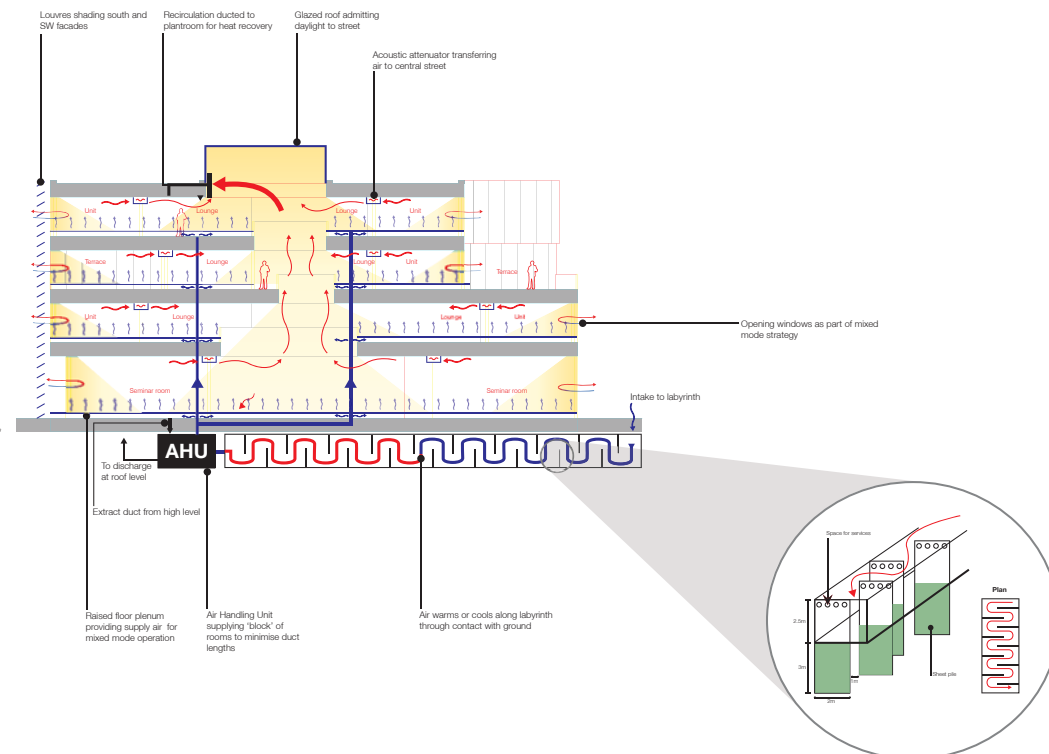 Louvres shading south and
SW facades
Recirculation ducted to
plantroom for heat recovery
Glazed roof admitting
daylight to street
Acoustic attenuator transferring
air to central street
Unit
Lounge
Lounge
Unit
Terrace
Lounge
Lounge
Unit
Terrace
Unit
Lounge
Lounge
Unit
Opening windows as part of mixed
mode strategy
Seminar room
Seminar room
Intake to labyrinth
AHU
To discharge
at roof level
Extract duct from high level
Raised floor plenum
providing supply air for
mixed mode operation
Air Handling Unit
supplying ‘block’ of
rooms to minimise duct
lengths
Air warms or cools along labyrinth
through contact with ground
Space for services
Plan
2.5m
3m
1m
2m
Sheet pile